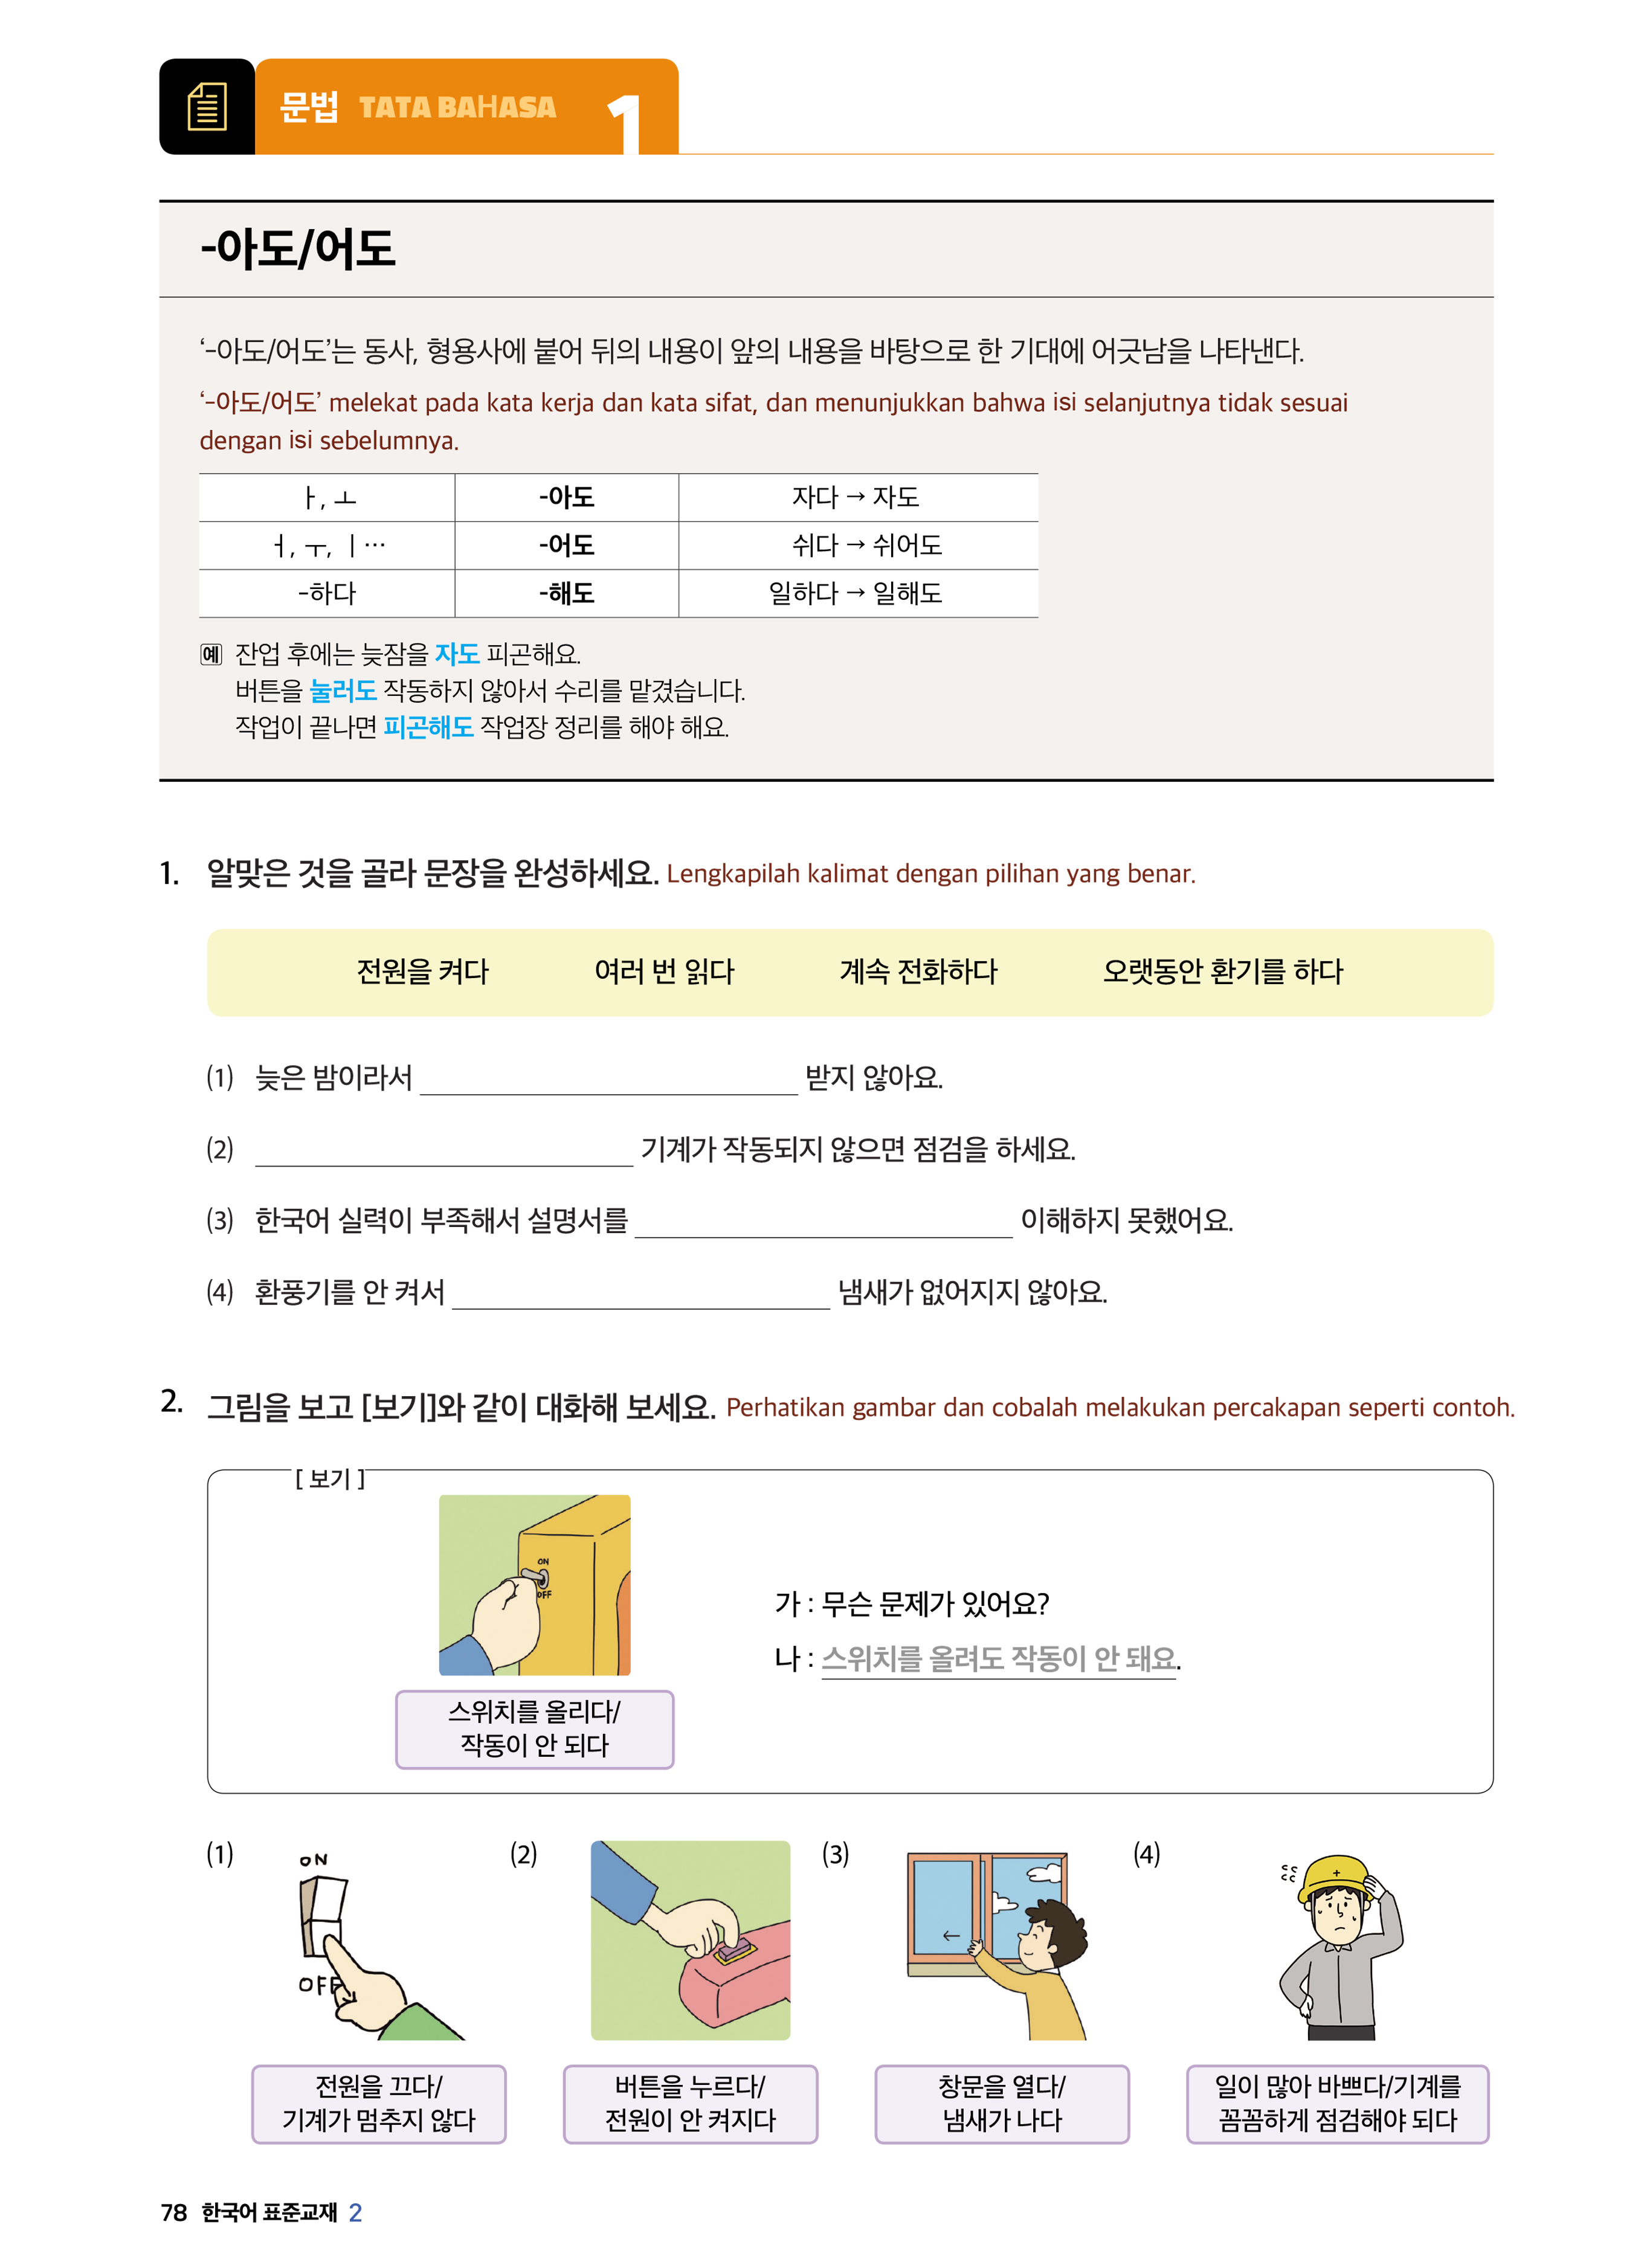 문법 TATA BAHASA 1
-아도/어도
‘-아도/어도’는 동사, 형용사에 붙어 뒤의 내용이 앞의 내용을 바탕으로 한 기대에 어긋남을 나타낸다.
‘-아도/어도’ melekat pada kata kerja dan kata sifat, dan menunjukkan bahwa isi selanjutnya tidak sesuai
dengan isi sebelumnya.
ㅏ, ㅗ -아도 자다 → 자도
ㅓ, ㅜ, ㅣ… -어도 쉬다 → 쉬어도
-하다 -해도 일하다 → 일해도
예 잔업 후에는 늦잠을 자도 피곤해요.
버튼을 눌러도 작동하지 않아서 수리를 맡겼습니다.
작업이 끝나면 피곤해도 작업장 정리를 해야 해요.
1. 알맞은 것을 골라 문장을 완성하세요. Lengkapilah kalimat dengan pilihan yang benar.
전원을 켜다 여러 번 읽다 계속 전화하다 오랫동안 환기를 하다
(1) 늦은 밤이라서 ____ 받지 않아요.
(2) ____ 기계가 작동되지 않으면 점검을 하세요.
(3) 한국어 실력이 부족해서 설명서를 ____ 이해하지 못했어요.
(4) 환풍기를 안 켜서 ____ 냄새가 없어지지 않아요.
2. 그림을 보고 [보기]와 같이 대화해 보세요. Perhatikan gambar dan cobalah melakukan percakapan seperti contoh.
[ 보기 ]
ON
OFF
스위치를 올리다/
작동이 안 되다
가 : 무슨 문제가 있어요?
나 : 스위치를 올려도 작동이 안 돼요.
(1)
ON
OFF
전원을 끄다/
기계가 멈추지 않다
(2)
버튼을 누르다/
전원이 안 켜지다
(3)
←
창문을 열다/
냄새가 나다
(4)
+
일이 많아 바쁘다/기계를
꼼꼼하게 점검해야 되다
78 한국어 표준교재 2